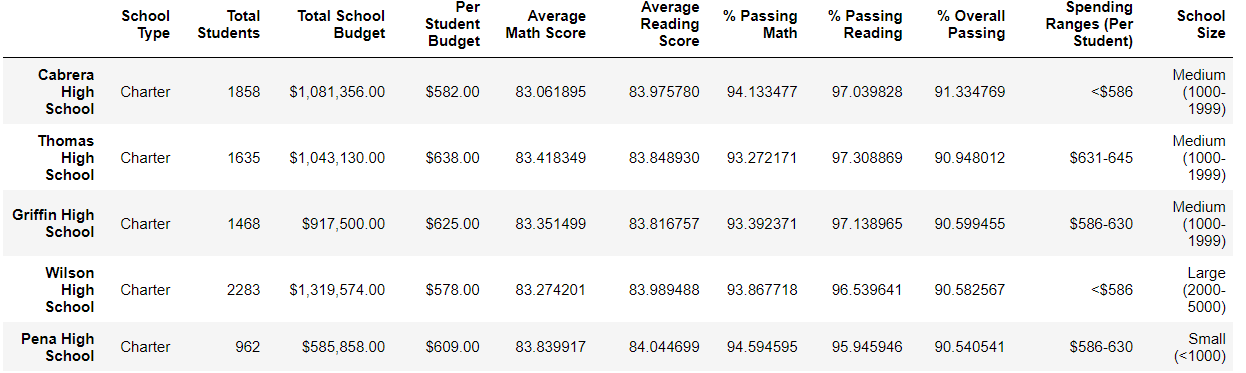 School Type Total Students Total School Budget Per Student Budget Average Math Score Average Reading Score % Passing Math % Passing Reading % Overall Passing Spending Ranges (Per Student) School Size
Cabrera High School Charter 1858 $1,081,356.00 $582.00 83.061895 83.975780 94.133477 97.039828 91.334769 <$586 Medium (1000-1999)
Thomas High School Charter 1635 $1,043,130.00 $638.00 83.418349 83.848930 93.272171 97.308869 90.948012 $631-645 Medium (1000-1999)
Griffin High School Charter 1468 $917,500.00 $625.00 83.351499 83.816757 93.392371 97.138965 90.599455 $586-630 Medium (1000-1999)
Wilson High School Charter 2283 $1,319,574.00 $578.00 83.274201 83.989488 93.867718 96.539641 90.582567 <$586 Large (2000-5000)
Pena High School Charter 962 $585,858.00 $609.00 83.839917 84.044699 94.594595 95.945946 90.540541 $586-630 Small (<1000)